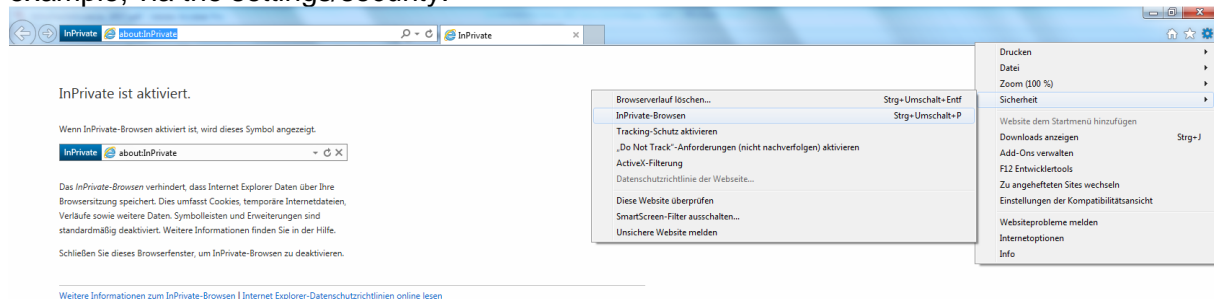 example, via the settings/security.
InPrivate about:InPrivate InPrivate
InPrivate ist aktiviert.
Wenn InPrivate-Browsen aktiviert ist, wird dieses Symbol angezeigt.
InPrivate about:InPrivate
Das InPrivate-Browsen verhindert, dass Internet Explorer Daten über Ihre
Browsersitzung speichert. Dies umfasst Cookies, temporäre Internetdateien,
Verläufe sowie weitere Daten. Symbolleisten und Erweiterungen sind
standardmäßig deaktiviert. Weitere Informationen finden Sie in der Hilfe.
Schließen Sie dieses Browserfenster, um InPrivate-Browsen zu deaktivieren.
Weitere Informationen zum InPrivate-Browsen | Internet Explorer-Datenschutzrichtlinien online lesen
Browserverlauf löschen... Strg+Umschalt+Entf
InPrivate-Browsen Strg+Umschalt+P
Tracking-Schutz aktivieren
„Do Not Track"-Anforderungen (nicht nachverfolgen) aktivieren
ActiveX-Filterung
Datenschutzrichtlinie der Webseite...
Diese Website überprüfen
SmartScreen-Filter ausschalten...
Unsichere Website melden
Drucken
Datei
Zoom (100 %)
Sicherheit
Website dem Startmenü hinzufügen
Downloads anzeigen Strg+J
Add-Ons verwalten
F12 Entwicklertools
Zu angehefteten Sites wechseln
Einstellungen der Kompatibilitätsansicht
Websiteprobleme melden
Internetoptionen
Info